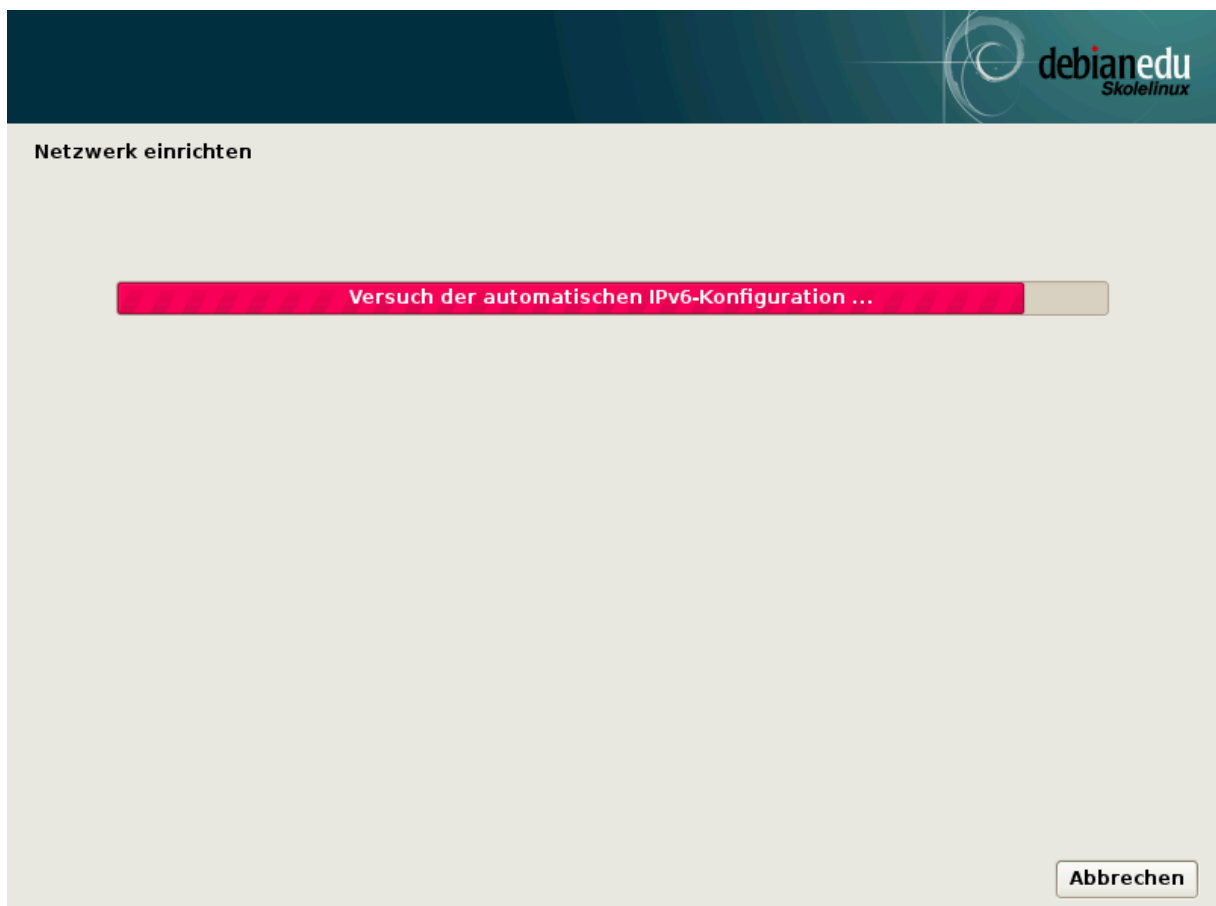 debianedu
Skolelinux
Netzwerk einrichten
Versuch der automatischen IPv6-Konfiguration ...
Abbrechen